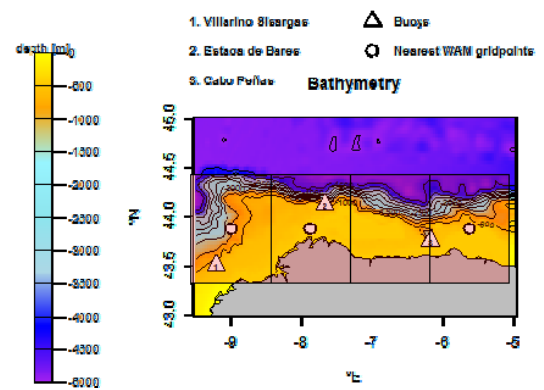 1. Villarino Sisargas
Buoys
2. Estaca de Bares
Nearest WAM gridpoints
3. Cabo Peñas
Bathymetry
depth [m]
0
-500
-1000
-1500
-2000
-2500
-3000
-3500
-4000
-4500
-5000
45.0
44.5
44.0
43.5
43.0
°N
-9
-8
-7
-6
-5
°E